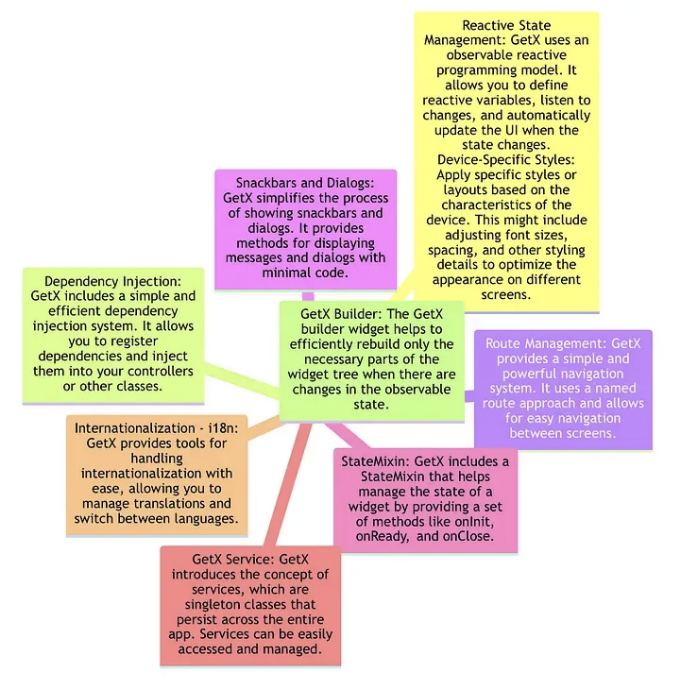 Reactive State
Management: GetX uses an
observable reactive
programming model. It
allows you to define
reactive variables, listen to
changes, and automatically
update the UI when the
state changes.
Device-Specific Styles:
Apply specific styles or
layouts based on the
characteristics of the
device. This might include
adjusting font sizes,
spacing, and other styling
details to optimize the
appearance on different
screens.
Snackbars and Dialogs:
GetX simplifies the process
of showing snackbars and
dialogs. It provides
methods for displaying
messages and dialogs with
minimal code.
Dependency Injection:
GetX includes a simple and
efficient dependency
injection system. It allows
you to register
dependencies and inject
them into your controllers
or other classes.
GetX Builder: The GetX
builder widget helps to
efficiently rebuild only the
necessary parts of the
widget tree when there are
changes in the observable
state.
Route Management: GetX
provides a simple and
powerful navigation
system. It uses a named
route approach and allows
for easy navigation
between screens.
Internationalization - i18n:
GetX provides tools for
handling
internationalization with
ease, allowing you to
manage translations and
switch between languages.
StateMixin: GetX includes a
StateMixin that helps
manage the state of a
widget by providing a set
of methods like onInit,
onReady, and onClose.
GetX Service: GetX
introduces the concept of
services, which are
singleton classes that
persist across the entire
app. Services can be easily
accessed and managed.